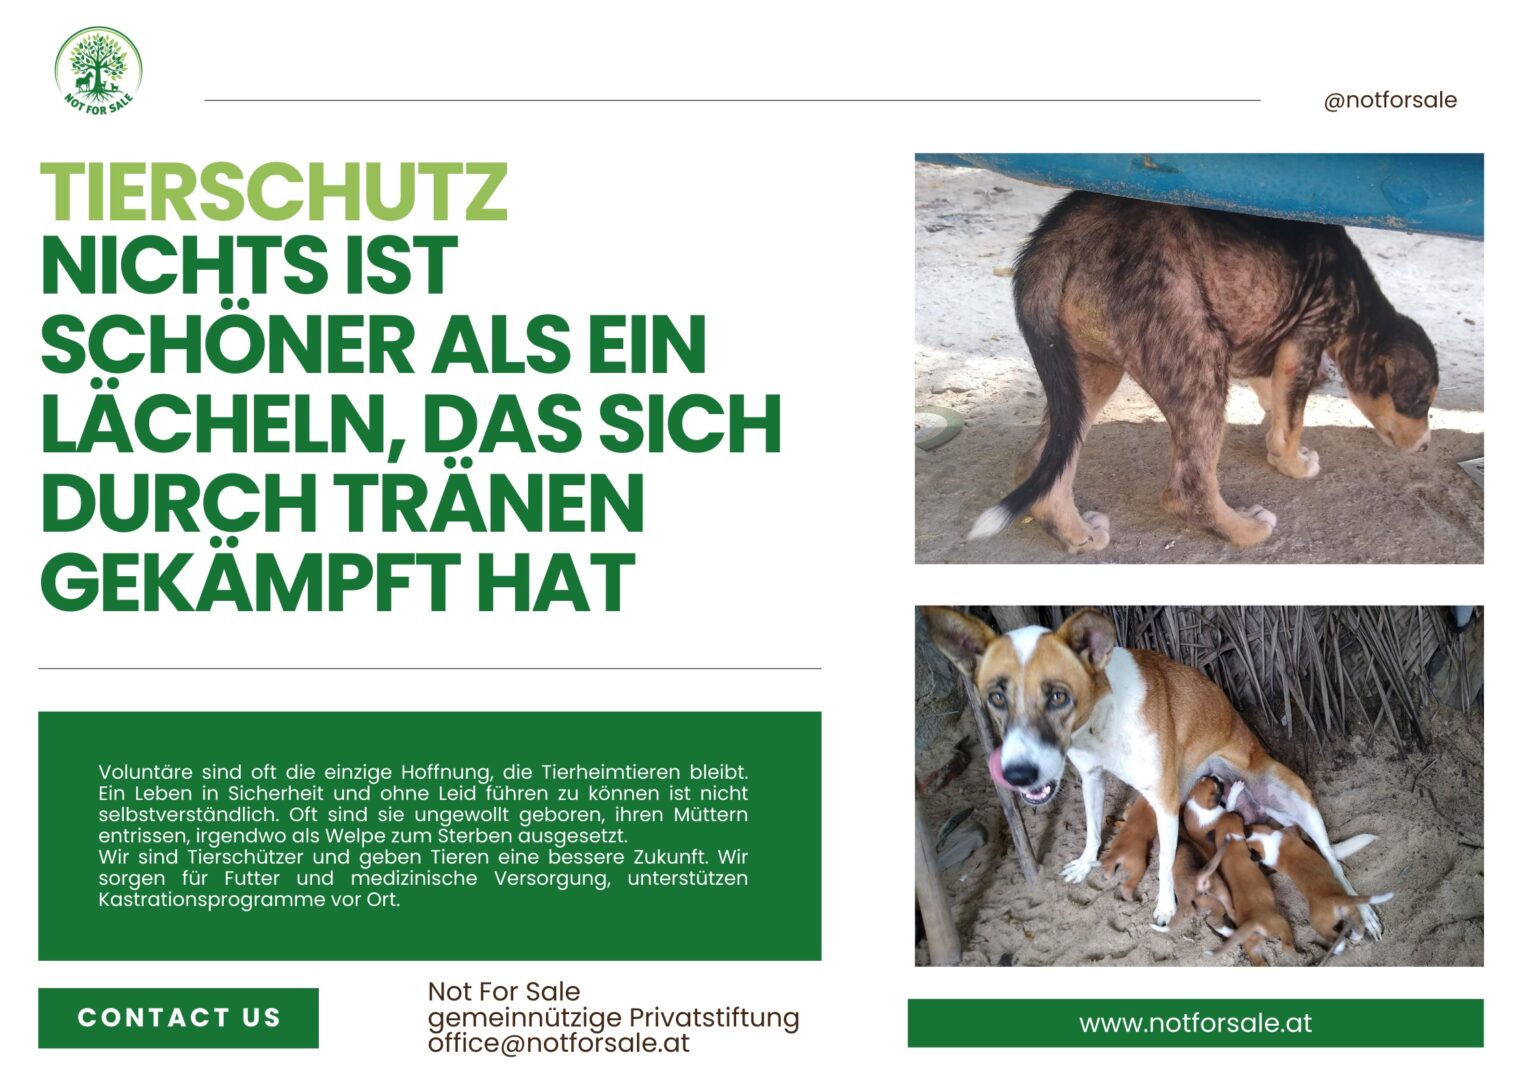 NOT FOR SALE
@notforsale
TIERSCHUTZ
NICHTS IST
SCHÖNER ALS EIN
LÄCHELN, DAS SICH
DURCH TRÄNEN
GEKÄMPFT HAT
Voluntäre sind oft die einzige Hoffnung, die Tierheimtieren bleibt.
Ein Leben in Sicherheit und ohne Leid führen zu können ist nicht
selbstverständlich. Oft sind sie ungewollt geboren, ihren Müttern
entrissen, irgendwo als Welpe zum Sterben ausgesetzt.
Wir sind Tierschützer und geben Tieren eine bessere Zukunft. Wir
sorgen für Futter und medizinische Versorgung, unterstützen
Kastrationsprogramme vor Ort.
CONTACT US
Not For Sale
gemeinnützige Privatstiftung
office@notforsale.at
www.notforsale.at